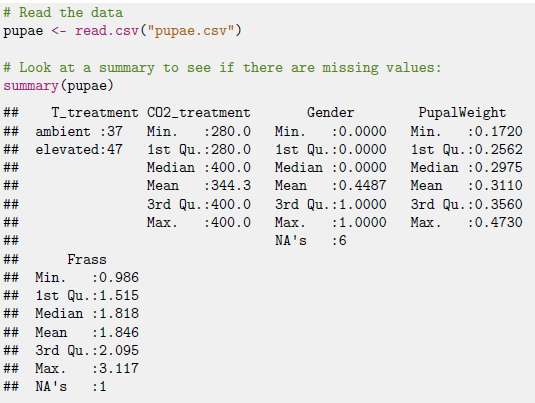 # Read the data
pupae <- read.csv("pupae.csv")
# Look at a summary to see if there are missing values:
summary(pupae)
##    T_treatment CO2_treatment       Gender        PupalWeight
##  ambient :37   Min.   :280.0   Min.   :0.0000   Min.   :0.1720
##  elevated:47   1st Qu.:280.0   1st Qu.:0.0000   1st Qu.:0.2562
##                Median :400.0   Median :0.0000   Median :0.2975
##                Mean   :344.3   Mean   :0.4487   Mean   :0.3110
##                3rd Qu.:400.0   3rd Qu.:1.0000   3rd Qu.:0.3560
##                Max.   :400.0   Max.   :1.0000   Max.   :0.4730
##                                NA's   :6
##      Frass
##  Min.   :0.986
##  1st Qu.:1.515
##  Median :1.818
##  Mean   :1.846
##  3rd Qu.:2.095
##  Max.   :3.117
##  NA's   :1